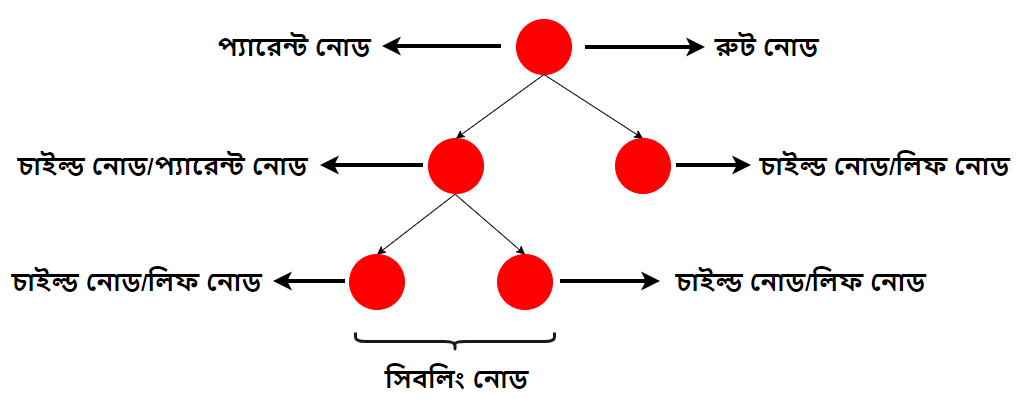 প্যারেন্ট নোড
রুট নোড
চাইল্ড নোড/প্যারেন্ট নোড
চাইল্ড নোড/লিফ নোড
চাইল্ড নোড/লিফ নোড
চাইল্ড নোড/লিফ নোড
সিবলিং নোড